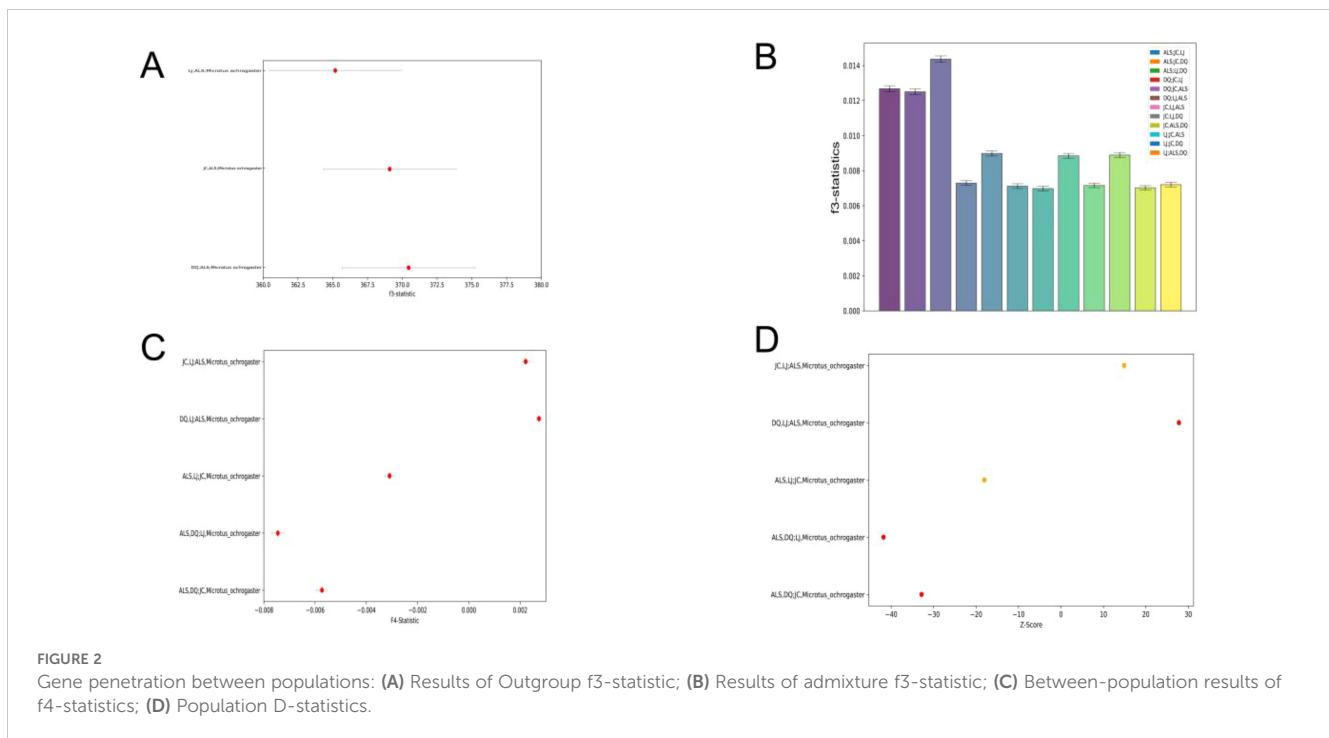 A
LJ;ALS;Microtus ochrogaster
JC;ALS;Microtus ochrogaster
DQ;ALS;Microtus ochrogaster
360.0 362.5 365.0 367.5 370.0 372.5 375.0 377.5 380.0
f3-statistic
B
f3-statistics
0.014
0.012
0.010
0.008
0.006
0.004
0.002
0.000
ALS;JC,LJ
ALS;JC,DQ
ALS;LJ,DQ
DQ;JC,LJ
DQ;JC,ALS
DQ;LJ,ALS
JC,LJ,ALS
JC,LJ,DQ
JC,ALS,DQ
LJ;JC,ALS
LJ;JC,DQ
LJ;ALS,DQ
C
JC,LJ;ALS,Microtus_ochrogaster
DQ,LJ;ALS,Microtus_ochrogaster
ALS,LJ;JC,Microtus_ochrogaster
ALS,DQ;LJ,Microtus_ochrogaster
ALS,DQ;JC,Microtus_ochrogaster
−0.008 −0.006 −0.004 −0.002 0.000 0.002
F4-Statistic
D
JC,LJ;ALS,Microtus_ochrogaster
DQ,LJ;ALS,Microtus_ochrogaster
ALS,LJ;JC,Microtus_ochrogaster
ALS,DQ;LJ,Microtus_ochrogaster
ALS,DQ;JC,Microtus_ochrogaster
−40 −30 −20 −10 0 10 20 30
Z-Score
FIGURE 2
Gene penetration between populations: (A) Results of Outgroup f3-statistic; (B) Results of admixture f3-statistic; (C) Between-population results of
f4-statistics; (D) Population D-statistics.